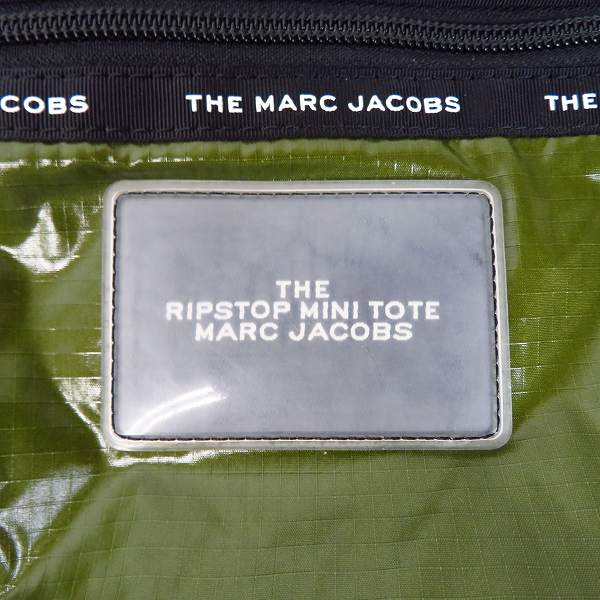 COBS THE MARC JACOBS THE
THE
RIPSTOP MINI TOTE
MARC JACOBS